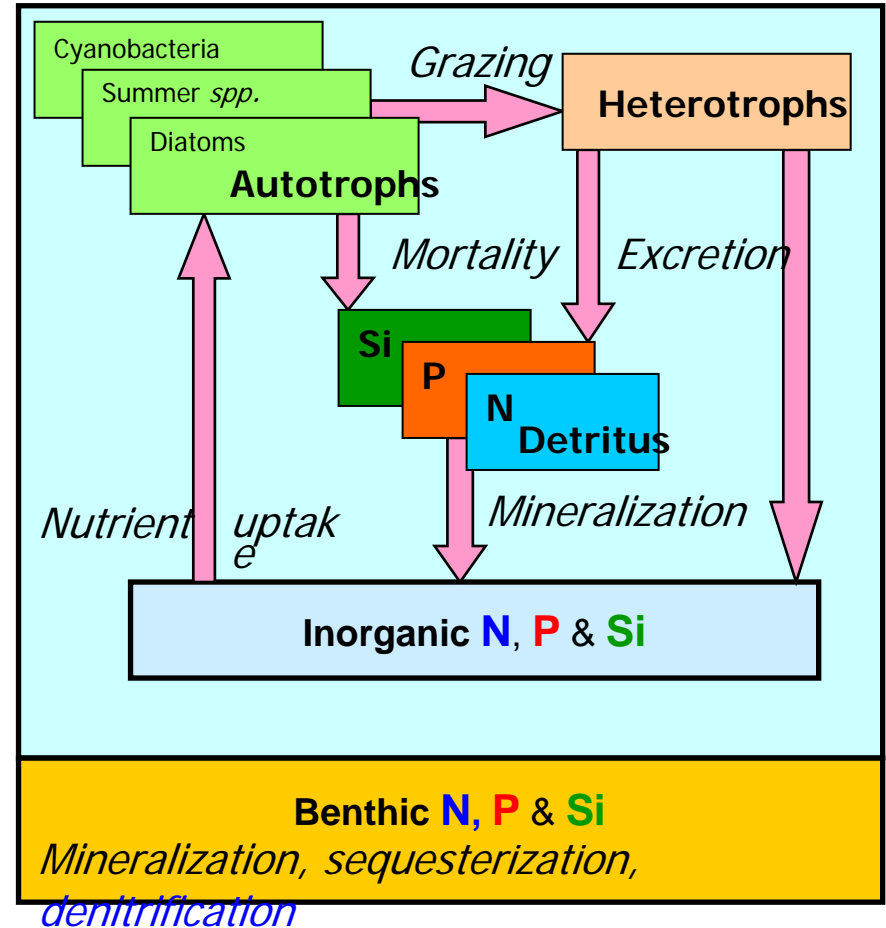 Cyanobacteria
Summer spp.
Diatoms
Autotrophs
Grazing
Heterotrophs
Mortality
Excretion
Si
P
N
Detritus
Nutrient uptak
e
Mineralization
Inorganic N, P & Si
Benthic N, P & Si
Mineralization, sequesterization,
denitrification